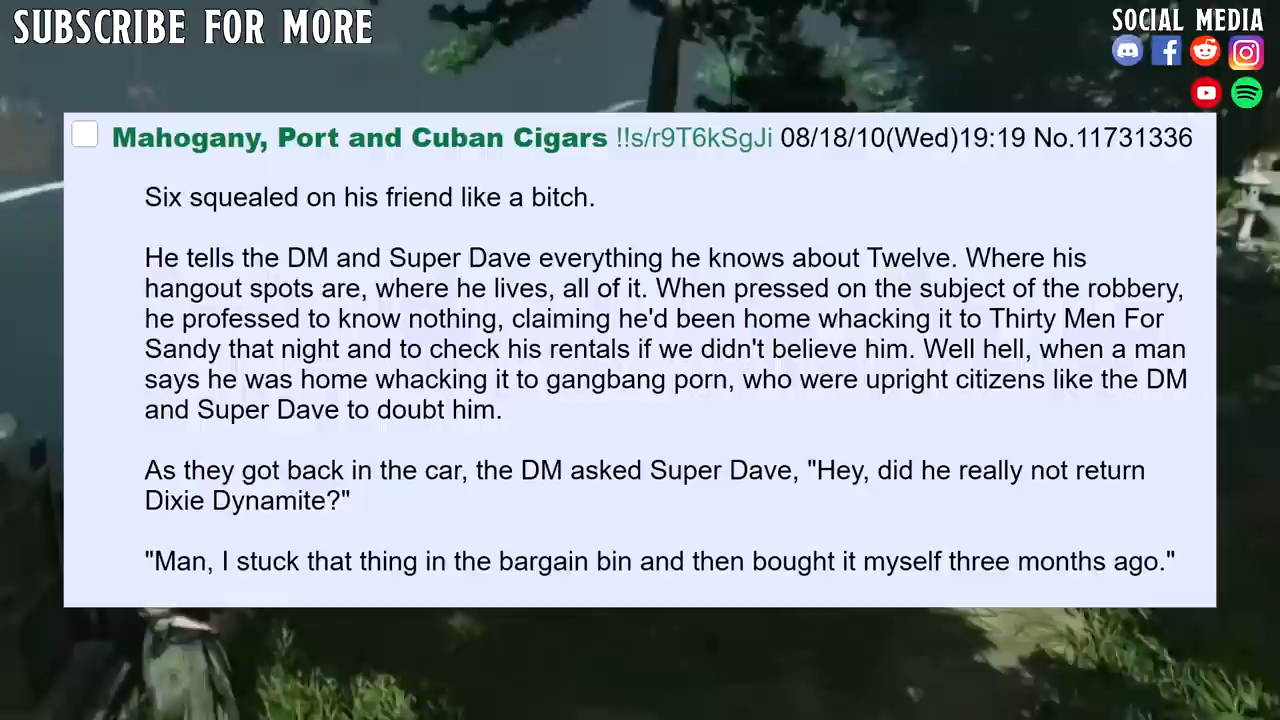 SUBSCRIBE FOR MORE
SOCIAL MEDIA
Mahogany, Port and Cuban Cigars !!s/r9T6kSgJi 08/18/10(Wed)19:19 No.11731336
Six squealed on his friend like a bitch.
He tells the DM and Super Dave everything he knows about Twelve. Where his
hangout spots are, where he lives, all of it. When pressed on the subject of the robbery,
he professed to know nothing, claiming he'd been home whacking it to Thirty Men For
Sandy that night and to check his rentals if we didn't believe him. Well hell, when a man
says he was home whacking it to gangbang porn, who were upright citizens like the DM
and Super Dave to doubt him.
As they got back in the car, the DM asked Super Dave, "Hey, did he really not return
Dixie Dynamite?"
"Man, I stuck that thing in the bargain bin and then bought it myself three months ago."